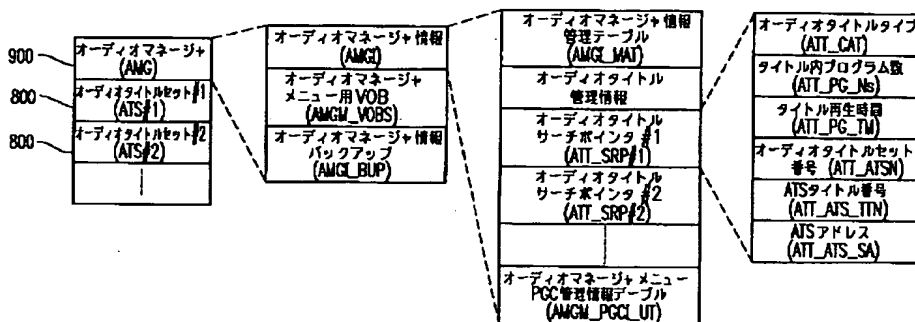 900
オーディオマネージャ
(AMG)
800
オーディオタイトルセット#1
(ATS#1)
800
オーディオタイトルセット#2
(ATS#2)
オーディオマネージャ情報
(AMGI)
オーディオマネージャ
メニュー用VOB
(AMGM_VOBS)
オーディオマネージャ情報
バックアップ
(AMGI_BUP)
オーディオマネージャ情報
管理テーブル
(AMGI_MAT)
オーディオタイトル
管理情報
オーディオタイトル
サーチポインタ #1
(ATT_SRP#1)
オーディオタイトル
サーチポインタ #2
(ATT_SRP#2)
オーディオマネージャメニュー
PGC管理情報テーブル
(AMGM_PGCI_UT)
オーディオタイトルタイプ
(ATT_CAT)
タイトル内プログラム数
(ATT_PG_Ns)
タイトル再生時間
(ATT_PG_TM)
オーディオタイトルセット
番号 (ATT_ATSN)
ATSタイトル番号
(ATT_ATS_TTN)
ATSアドレス
(ATT_ATS_SA)